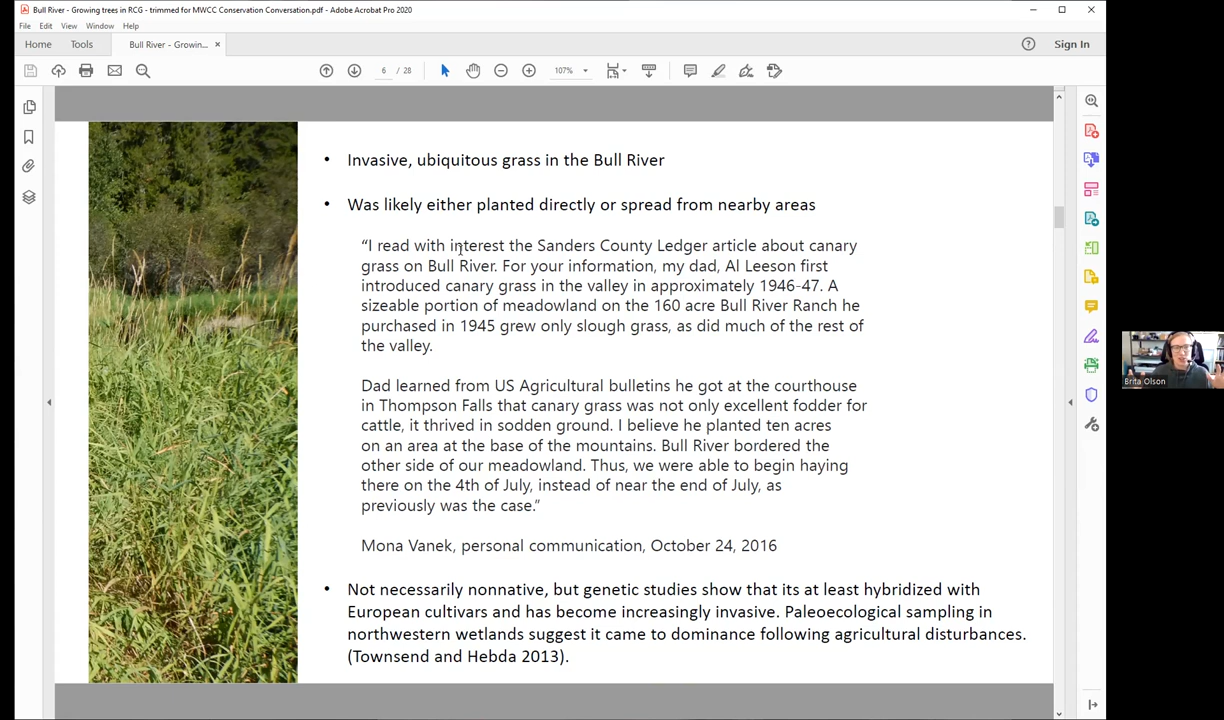 Bull River - Growing trees in RCG - trimmed for MWCC Conservation Conversation.pdf - Adobe Acrobat Pro 2020
File Edit View Window Help
Home Tools Bull River - Growin... × Sign In
6 / 28 107%
• Invasive, ubiquitous grass in the Bull River
• Was likely either planted directly or spread from nearby areas
“I read with interest the Sanders County Ledger article about canary
grass on Bull River. For your information, my dad, Al Leeson first
introduced canary grass in the valley in approximately 1946-47. A
sizeable portion of meadowland on the 160 acre Bull River Ranch he
purchased in 1945 grew only slough grass, as did much of the rest of
the valley.
Dad learned from US Agricultural bulletins he got at the courthouse
in Thompson Falls that canary grass was not only excellent fodder for
cattle, it thrived in sodden ground. I believe he planted ten acres
on an area at the base of the mountains. Bull River bordered the
other side of our meadowland. Thus, we were able to begin haying
there on the 4th of July, instead of near the end of July, as
previously was the case.”
Mona Vanek, personal communication, October 24, 2016
• Not necessarily nonnative, but genetic studies show that its at least hybridized with
European cultivars and has become increasingly invasive. Paleoecological sampling in
northwestern wetlands suggest it came to dominance following agricultural disturbances.
(Townsend and Hebda 2013).
Brita Olson